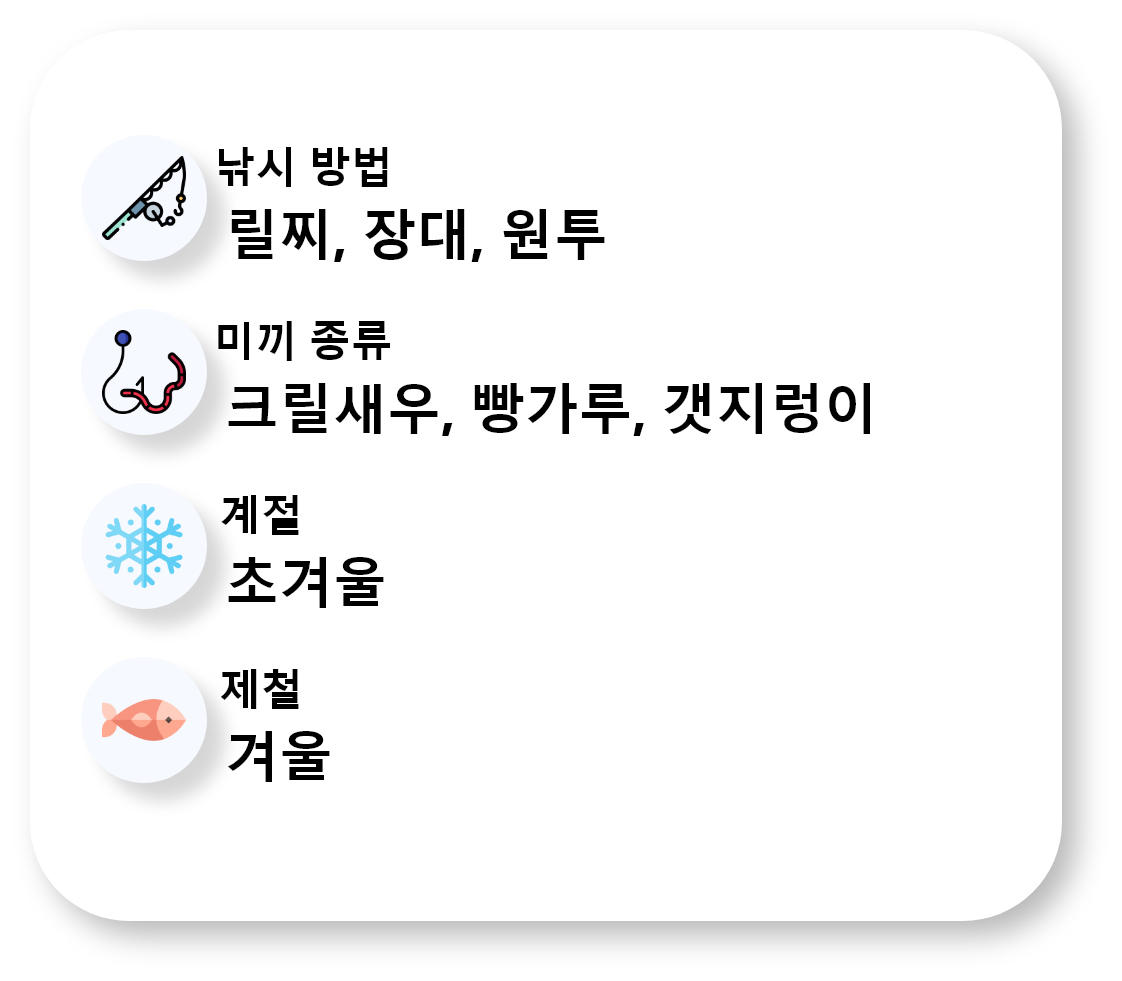 낚시 방법
릴찌, 장대, 원투
미끼 종류
크릴새우, 빵가루, 갯지렁이
계절
초겨울
제철
겨울